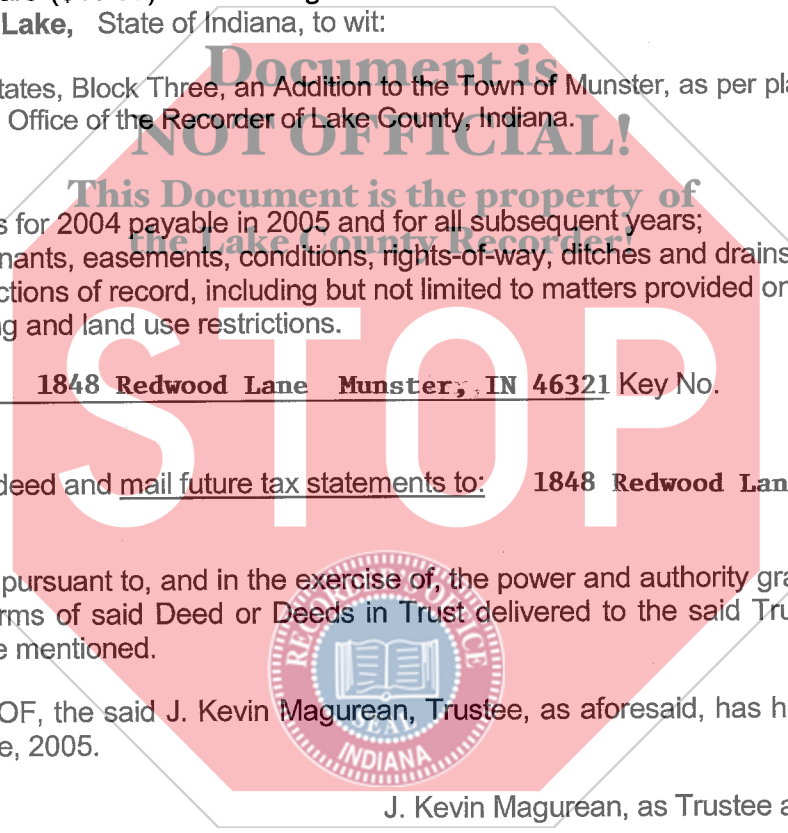 Lake, State of Indiana, to wit:
Document is
tates, Block Three, an Addition to the Town of Munster, as per pla
Office of the Recorder of Lake County, Indiana.
NOT OFFICIAL!
This Document is the property of
s for 2004 payable in 2005 and for all subsequent years;
the Lake County Recorder!
nants, easements, conditions, rights-of-way, ditches and drains
ctions of record, including but not limited to matters provided on
g and land use restrictions.
STOP
1848 Redwood Lane Munster, IN 46321 Key No.
deed and mail future tax statements to: 1848 Redwood Lan
pursuant to, and in the exercise of, the power and authority gra
rms of said Deed or Deeds in Trust delivered to the said Tru
e mentioned.
RECORDER'S OFFICE
SEAL
INDIANA
OF, the said J. Kevin Magurean, Trustee, as aforesaid, has h
e, 2005.
J. Kevin Magurean, as Trustee a